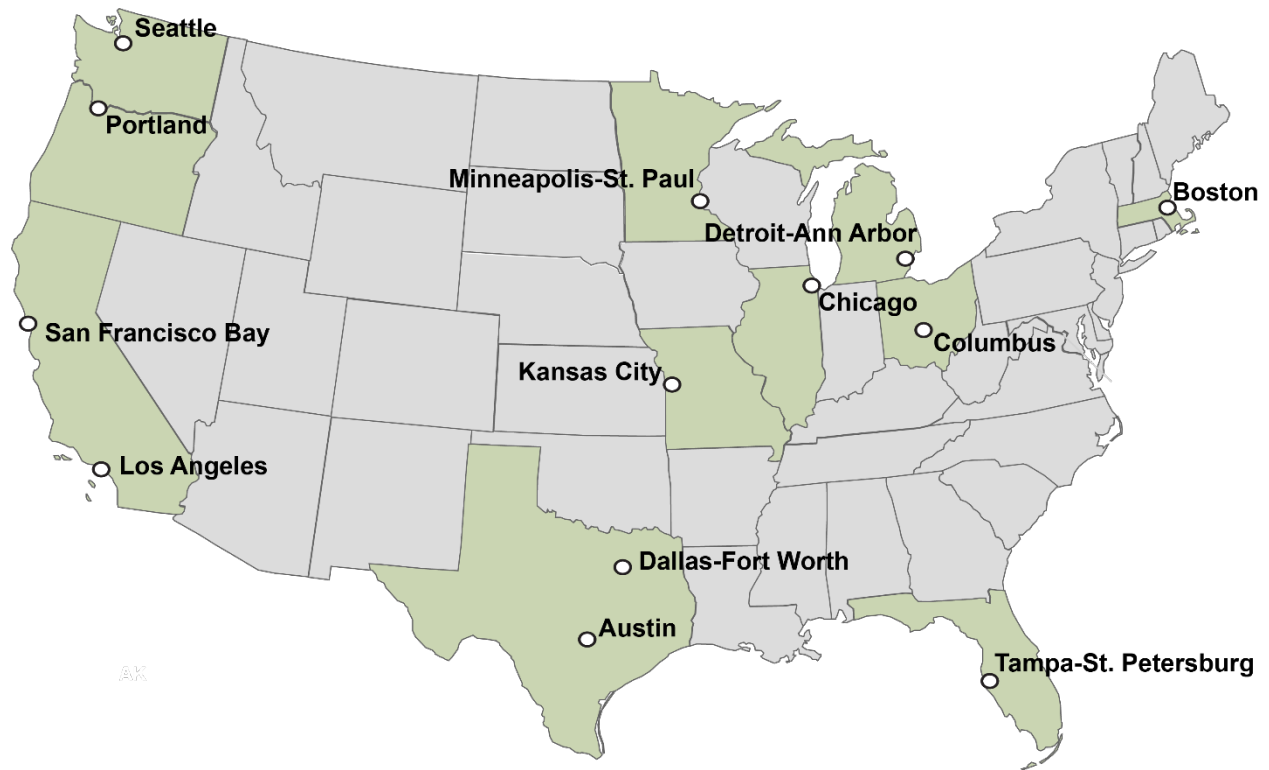 Seattle
Portland
Minneapolis-St. Paul
Boston
Detroit-Ann Arbor
Chicago
San Francisco Bay
Columbus
Kansas City
Los Angeles
Dallas-Fort Worth
Austin
Tampa-St. Petersburg
AK